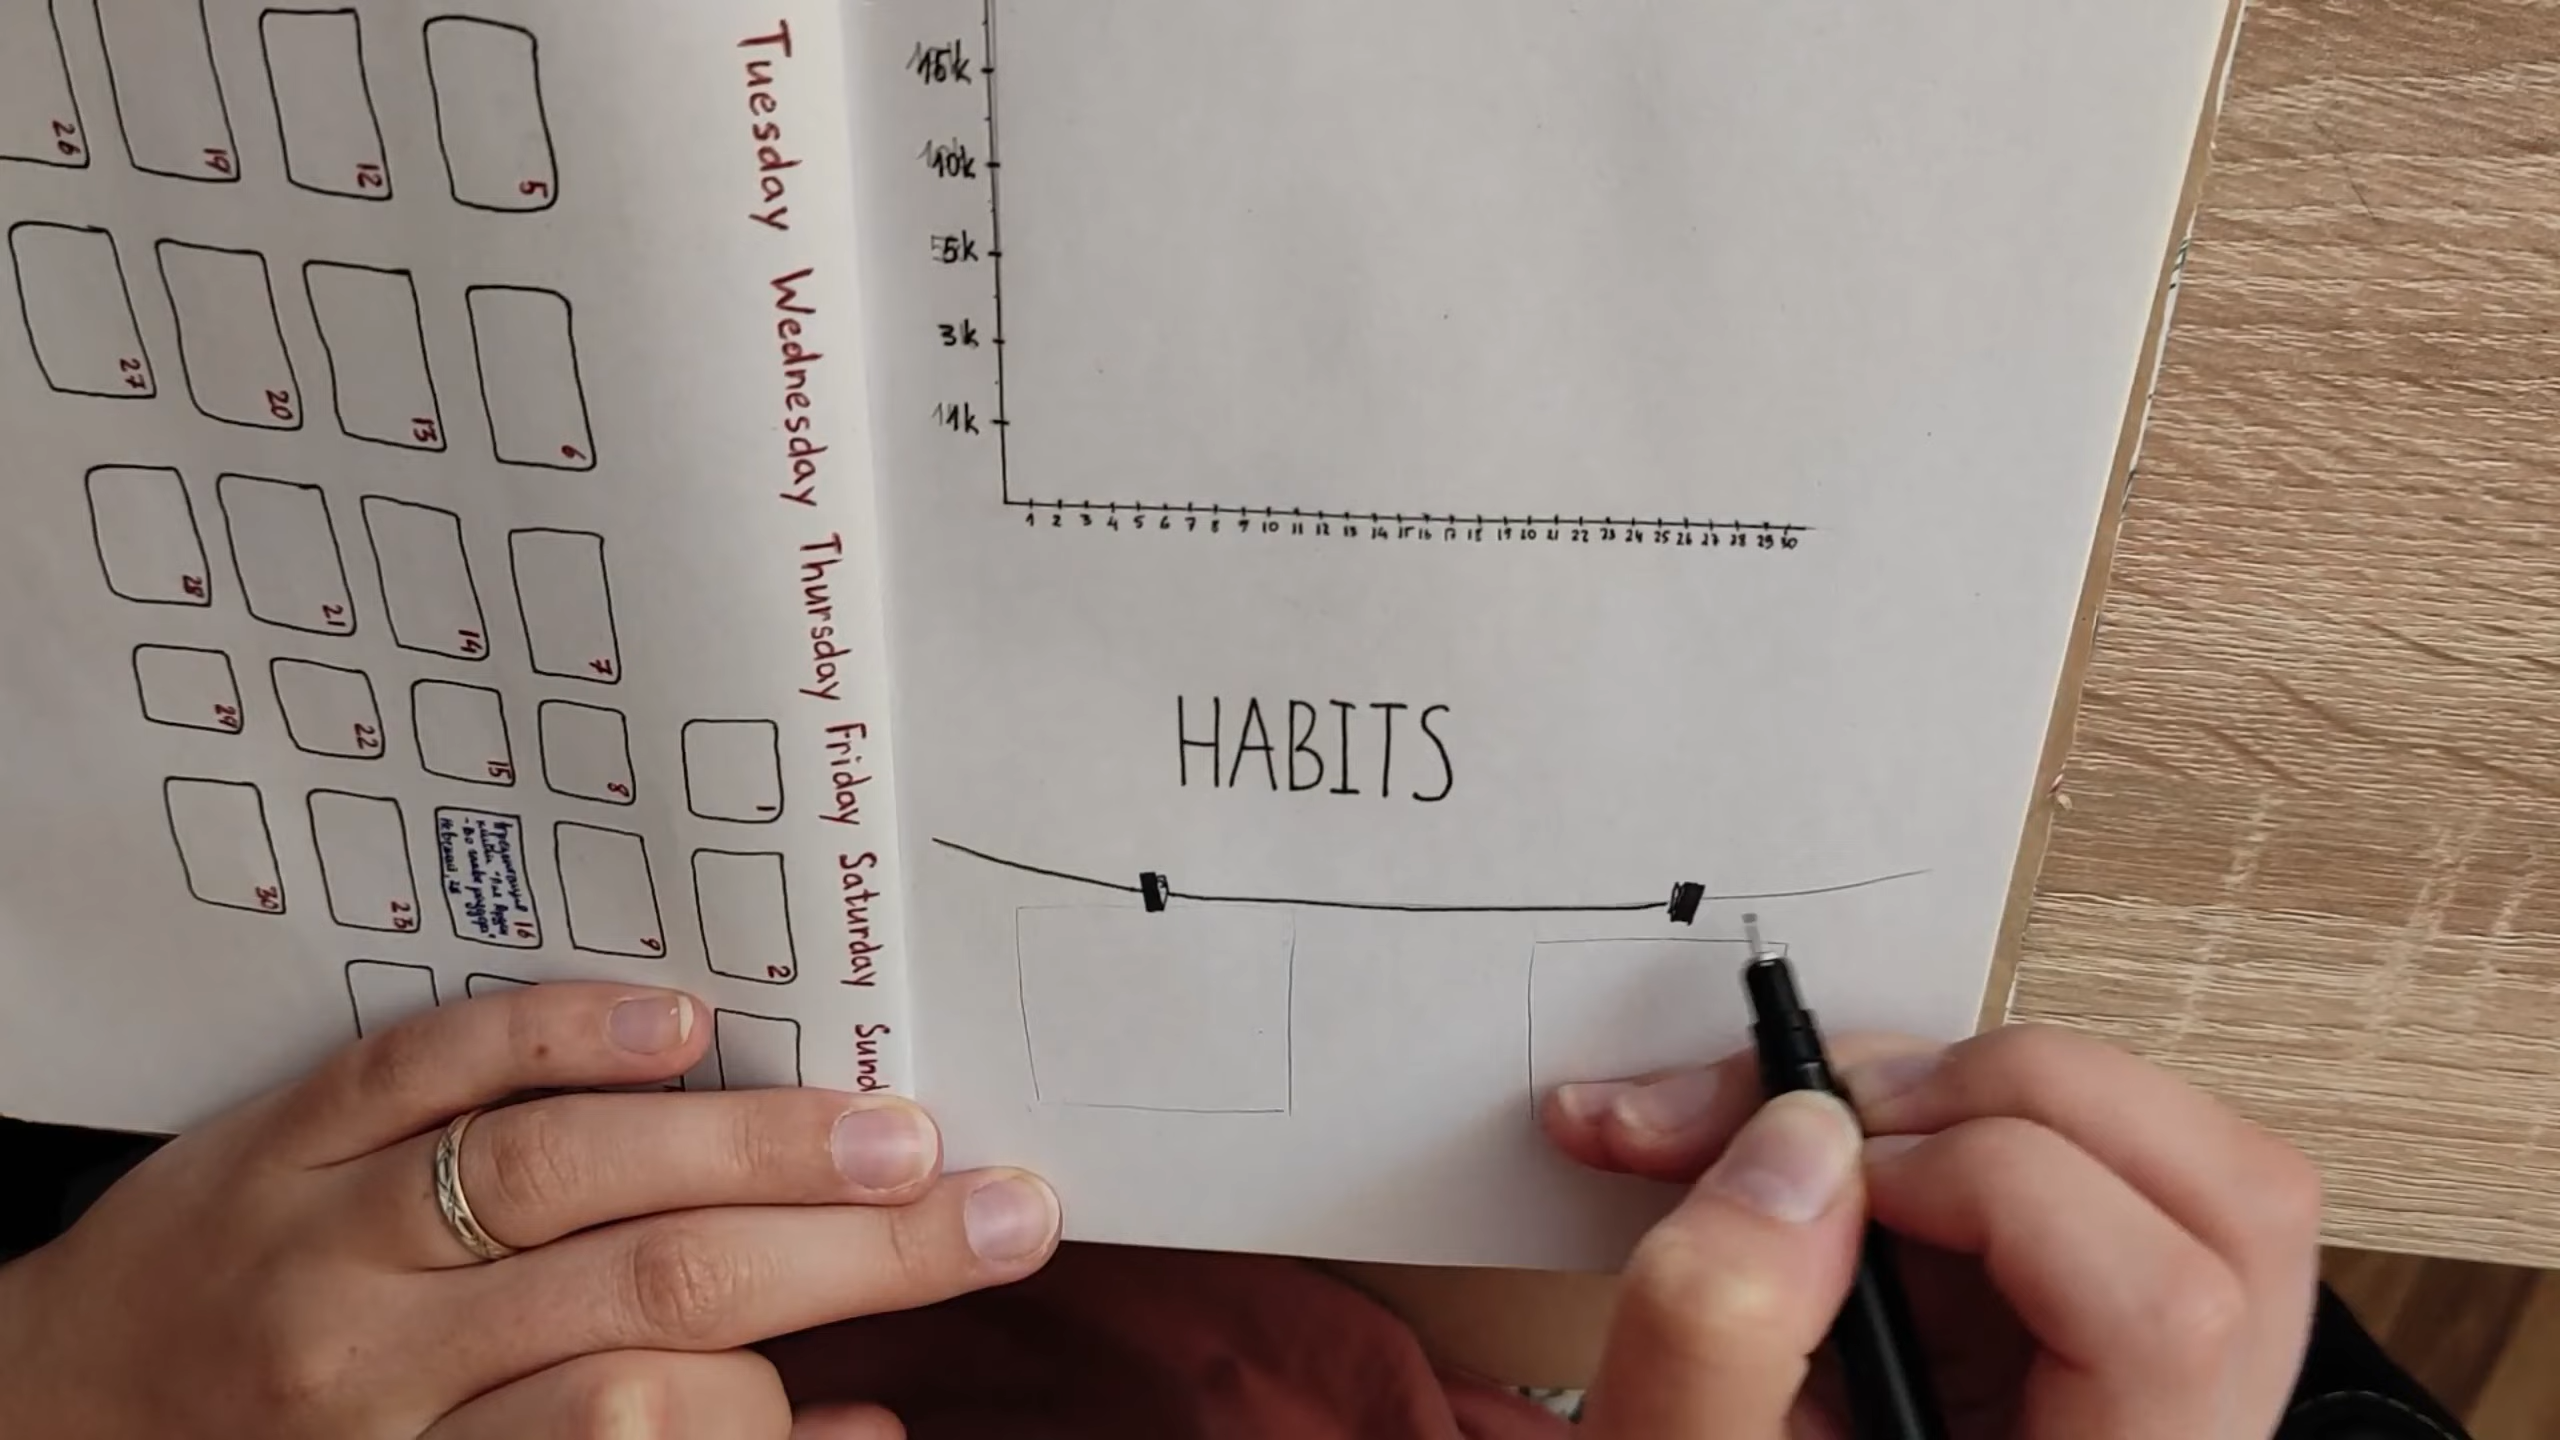 Tuesday Wednesday Thursday Friday Saturday Sund
5
12
19
26
6
13
20
27
7
14
21
28
1
8
15
22
29
2
9
16
23
30
15k
10k
5k
3k
1k
1 2 3 4 5 6 7 8 9 10 11 12 13 14 15 16 17 18 19 20 21 22 23 24 25 26 27 28 29 30
HABITS